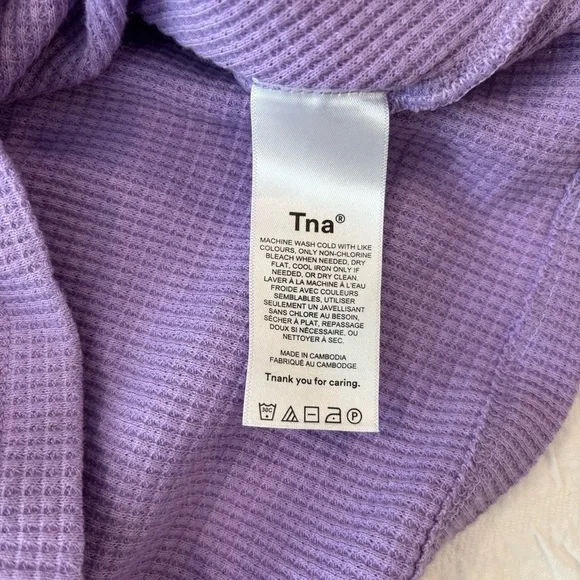 Tna®
MACHINE WASH COLD WITH LIKE
COLOURS, ONLY NON-CHLORINE
BLEACH WHEN NEEDED, DRY
FLAT, COOL IRON ONLY IF
NEEDED, OR DRY CLEAN.
LAVER À LA MACHINE À L'EAU
FROIDE AVEC COULEURS
SEMBLABLES, UTILISER
SEULEMENT UN JAVELLISANT
SANS CHLORE AU BESOIN,
SÉCHER À PLAT, REPASSAGE
DOUX SI NÉCESSAIRE, OU
NETTOYER À SEC.
MADE IN CAMBODIA
FABRIQUÉ AU CAMBODGE
Tnank you for caring.
30C P